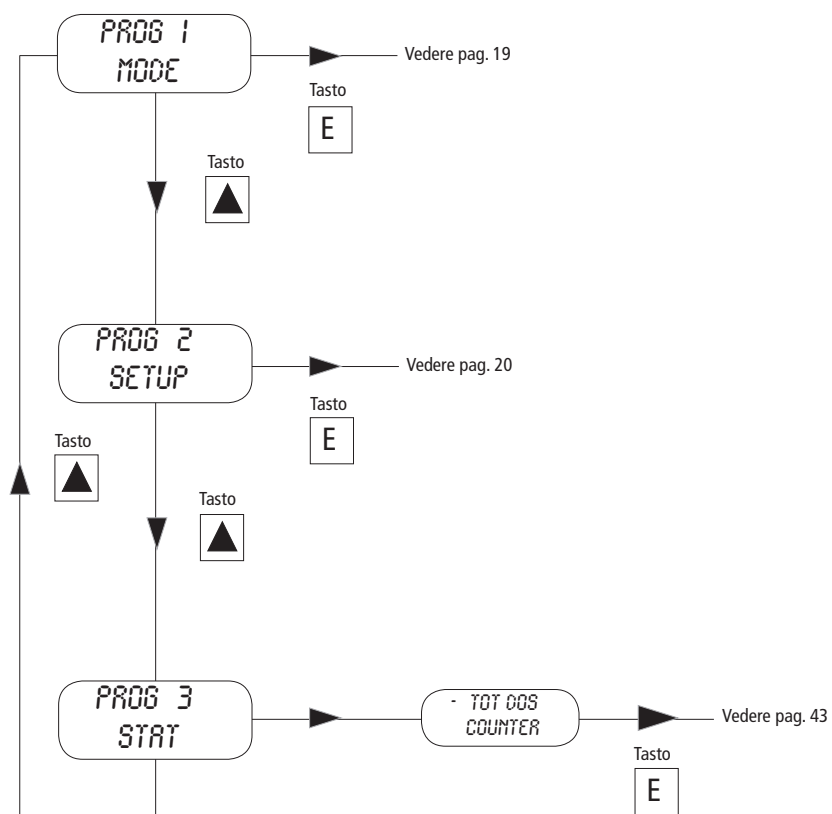 PROG 1
MODE
Vedere pag. 19
Tasto
E
Tasto
PROG 2
SETUP
Vedere pag. 20
Tasto
E
Tasto
Tasto
PROG 3
STAT
- TOT DOS
COUNTER
Vedere pag. 43
Tasto
E